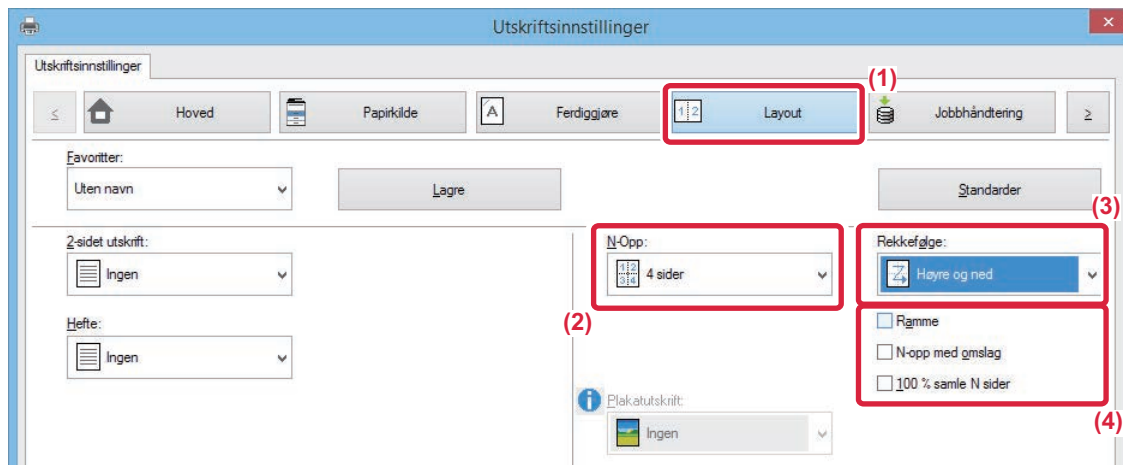 Utskriftsinnstillinger
Utskriftsinnstillinger
(1)
≤ Hoved Papirkilde Ferdiggjøre Layout Jobbhåndtering ≥
Favoritter:
Uten navn Lagre Standarder
(3)
2-sidet utskrift: N-Opp: Rekkefølge:
Ingen 4 sider Høyre og ned
(2)
Hefte: Ramme
Ingen N-opp med omslag
100 % samle N sider
Plakatutskrift:
(4)
Ingen